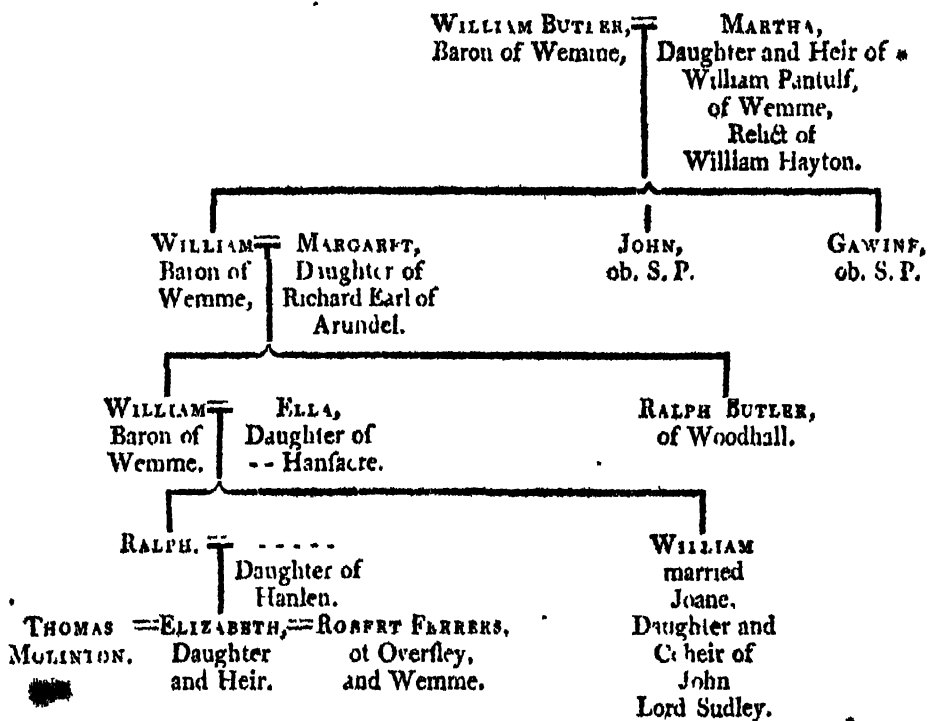 WILLIAM BUTLER,
Baron of Wemme,
MARTHA,
Daughter and Heir of
William Pantulf,
of Wemme,
Relict of
William Hayton.
WILLIAM
Baron of
Wemme,
MARGARET,
Daughter of
Richard Earl of
Arundel.
JOHN,
ob. S. P.
GAWINE,
ob. S. P.
WILLIAM
Baron of
Wemme.
ELLA,
Daughter of
- - Hanſacre.
RALPH BUTLER,
of Woodhall.
RALPH.
- - - - -
Daughter of
Hanlen.
WILLIAM
married
Joane,
Daughter and
Coheir of
John
Lord Sudley.
THOMAS
MOLINTON.
ELIZABETH,
Daughter
and Heir.
ROBERT FERRERS,
of Overſley,
and Wemme.